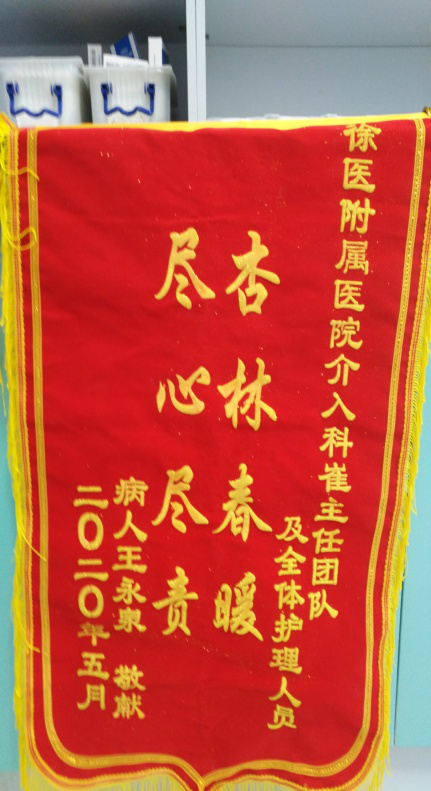 徐医附属医院介入科崔主任团队
及全体护理人员
杏林春暖
尽心尽责
病人王永泉 敬献
二〇二〇年五月